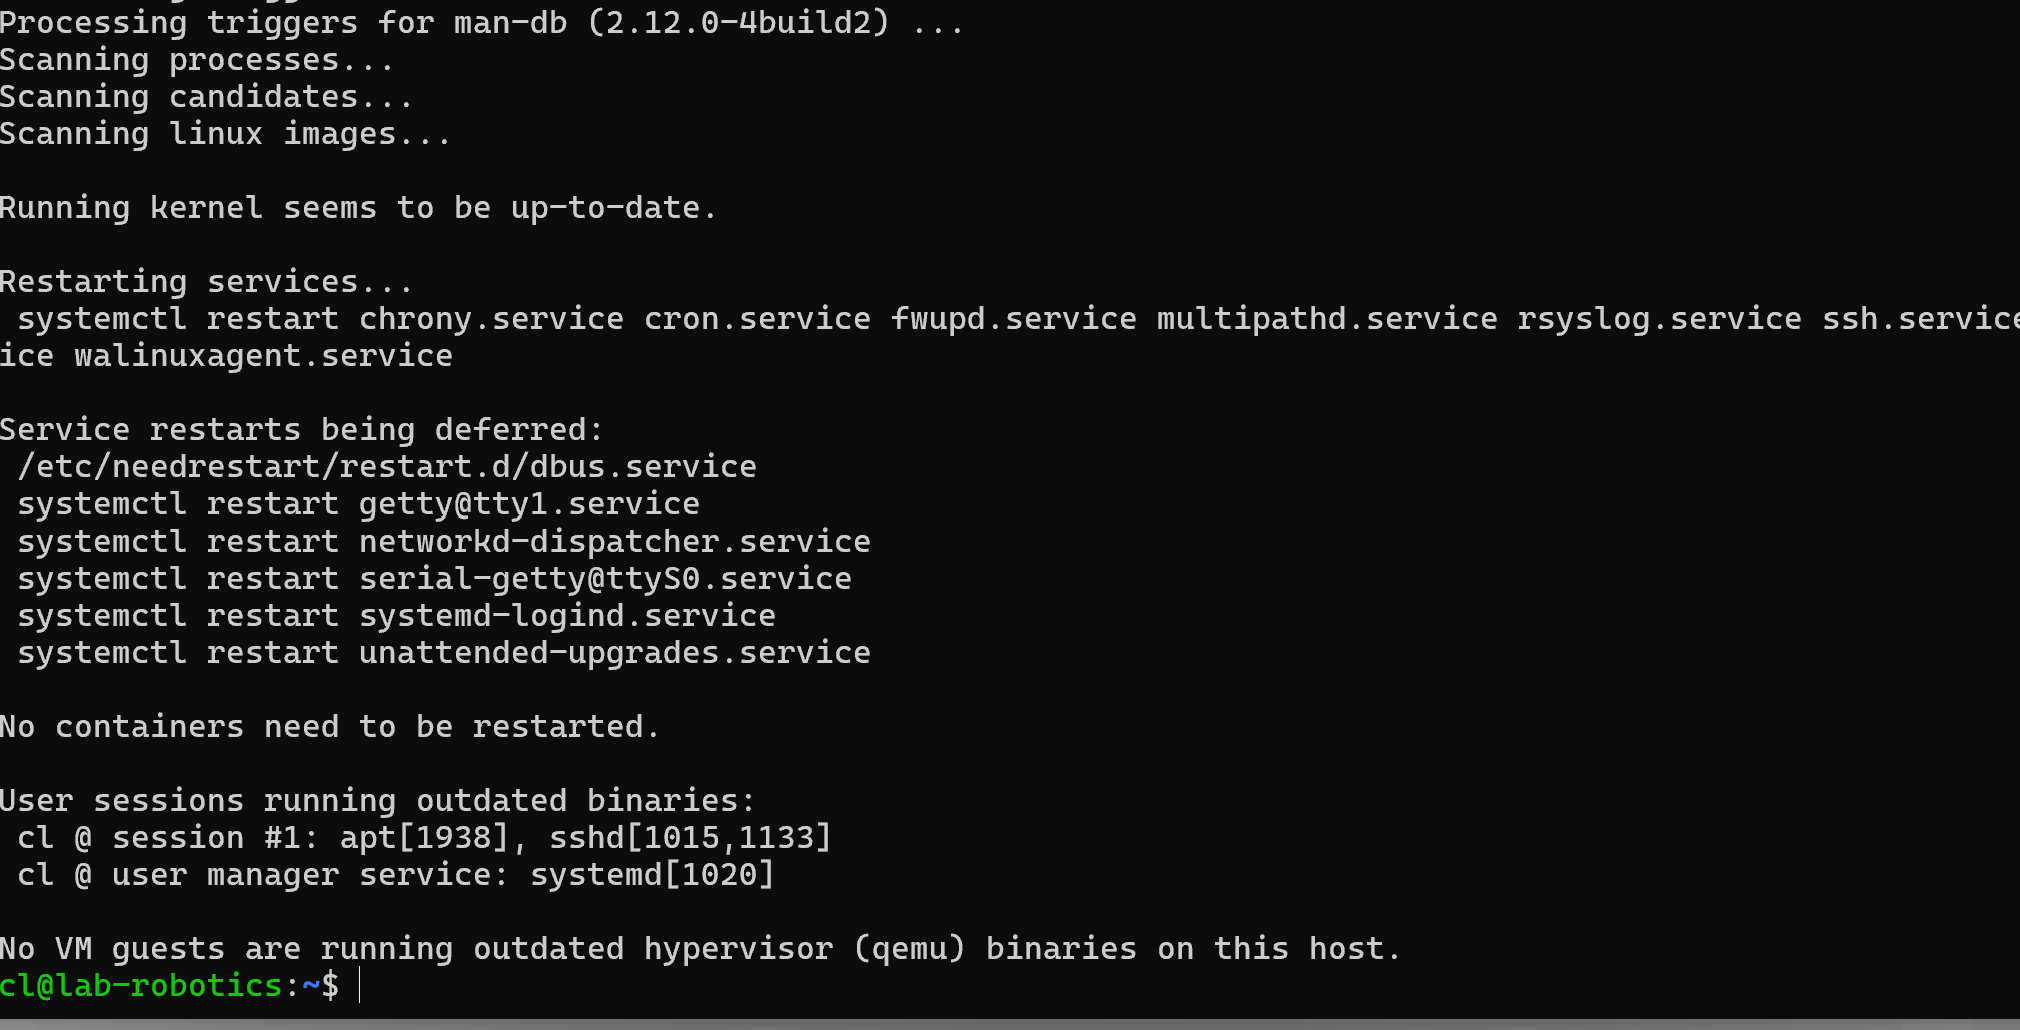 Processing triggers for man-db (2.12.0-4build2) ...
Scanning processes...
Scanning candidates...
Scanning linux images...
Running kernel seems to be up-to-date.
Restarting services...
systemctl restart chrony.service cron.service fwupd.service multipathd.service rsyslog.service ssh.service
ice walinuxagent.service
Service restarts being deferred:
/etc/needrestart/restart.d/dbus.service
systemctl restart getty@tty1.service
systemctl restart networkd-dispatcher.service
systemctl restart serial-getty@ttyS0.service
systemctl restart systemd-logind.service
systemctl restart unattended-upgrades.service
No containers need to be restarted.
User sessions running outdated binaries:
cl @ session #1: apt[1938], sshd[1015,1133]
cl @ user manager service: systemd[1020]
No VM guests are running outdated hypervisor (qemu) binaries on this host.
cl@lab-robotics:~$